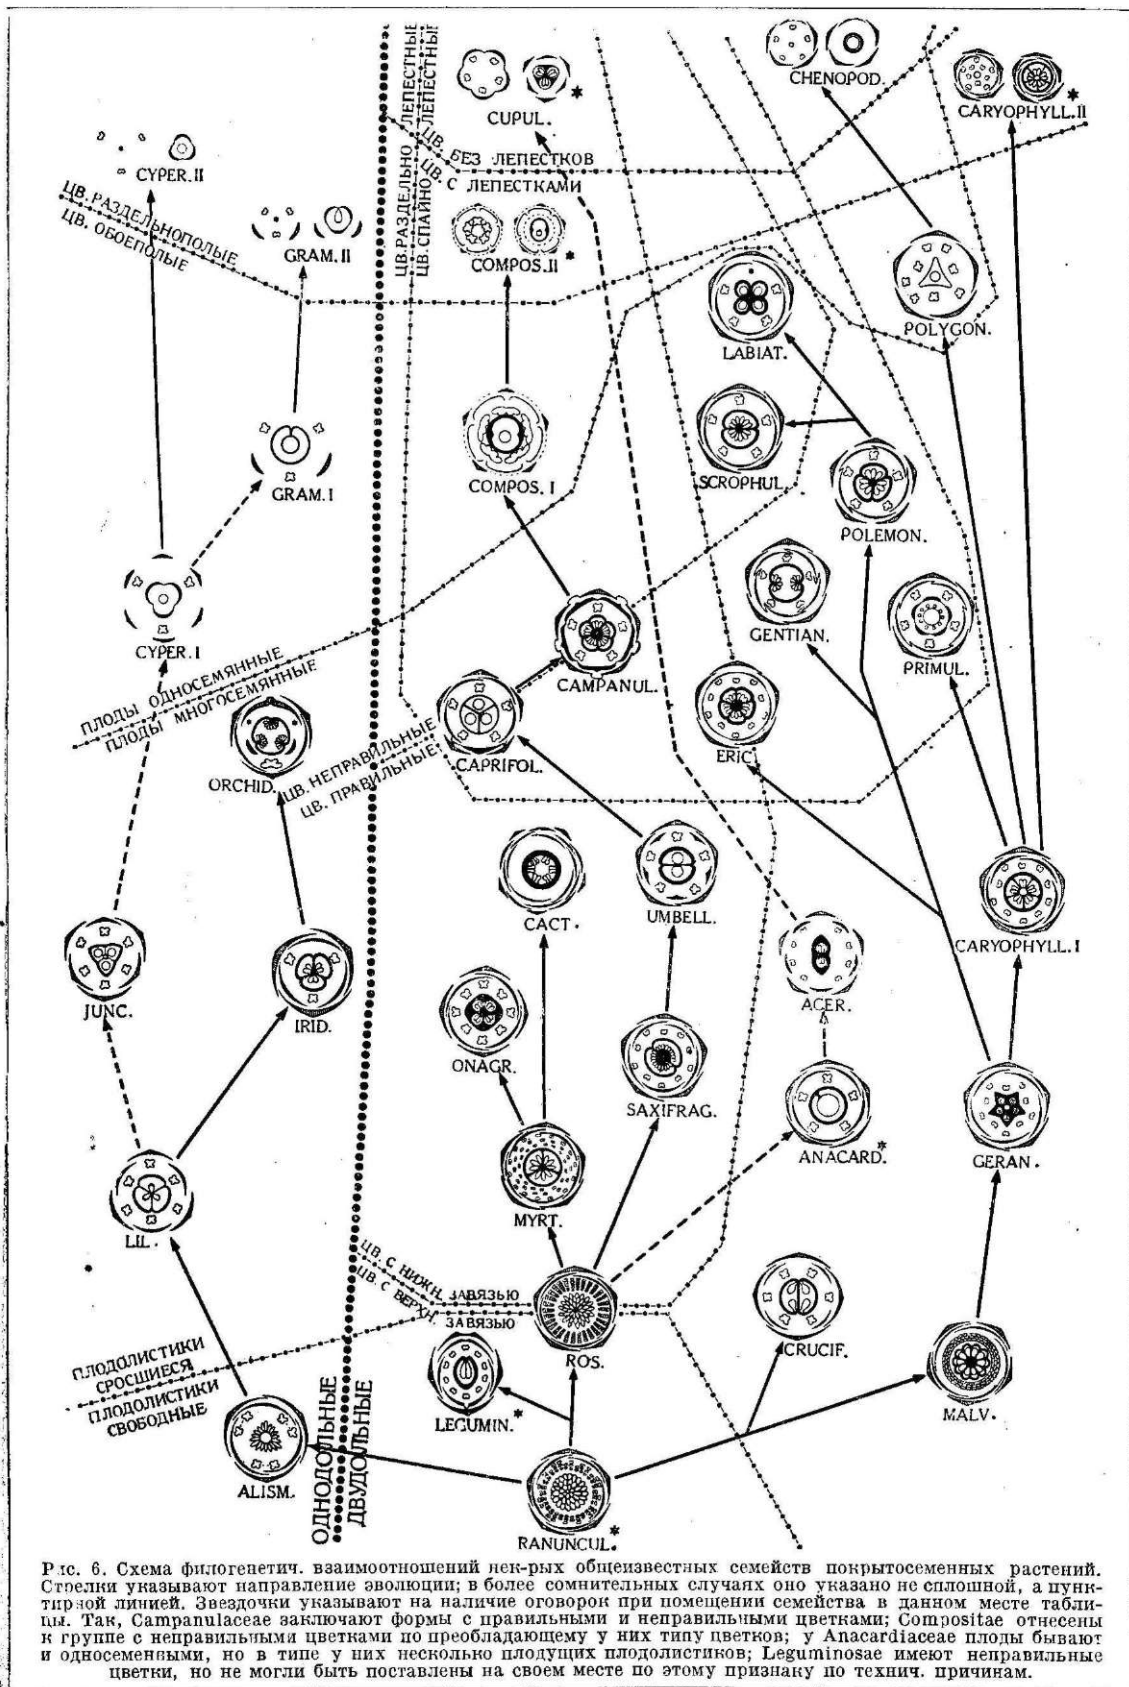 CHENOPOD.
CARYOPHYLL.II
*
CUPUL.
*
ЦВ. РАЗДЕЛЬНО ЛЕПЕСТНЫЕ
ЦВ. СПАЙНО ЛЕПЕСТНЫЕ
ЦВ. БЕЗ ЛЕПЕСТКОВ
ЦВ. С ЛЕПЕСТКАМИ
CYPER. II
ЦВ. РАЗДЕЛЬНОПОЛЫЕ
ЦВ. ОБОЕПОЛЫЕ
GRAM. II
COMPOS. II *
POLYGON.
LABIAT.
SCROPHUL.
GRAM. I
COMPOS. I
POLEMON.
GENTIAN.
CYPER. I
PRIMUL.
CAMPANUL.
ПЛОДЫ ОДНОСЕМЯННЫЕ
ПЛОДЫ МНОГОСЕМЯННЫЕ
ORCHID.
ЦВ. НЕПРАВИЛЬНЫЕ
ЦВ. ПРАВИЛЬНЫЕ
CAPRIFOL.
ERIC.
CACT.
UMBELL.
CARYOPHYLL. I
JUNC.
IRID.
ACER.
ONAGR.
SAXIFRAG.
ANACARD.*
GERAN.
LIL.
MYRT.
ЦВ. С НИЖН. ЗАВЯЗЬЮ
ЦВ. С ВЕРХН. ЗАВЯЗЬЮ
ROS.
CRUCIF.
ПЛОДОЛИСТИКИ
СРОСШИЕСЯ
ПЛОДОЛИСТИКИ
СВОБОДНЫЕ
LEGUMIN.*
MALV.
ALISM.
ОДНОДОЛЬНЫЕ
ДВУДОЛЬНЫЕ
RANUNCUL.*
Рис. 6. Схема филогенетич. взаимоотношений нек-рых общеизвестных семейств покрытосеменных растений.
Стрелки указывают направление эволюции; в более сомнительных случаях оно указано не сплошной, а пунк-
тирной линией. Звездочки указывают на наличие оговорок при помещении семейства в данном месте табли-
цы. Так, Campanulaceae заключают формы с правильными и неправильными цветками; Compositae отнесены
к группе с неправильными цветками по преобладающему у них типу цветков; у Anacardiaceae плоды бывают
и односеменными, но в типе у них несколько плодущих плодолистиков; Leguminosae имеют неправильные
цветки, но не могли быть поставлены на своем месте по этому признаку по технич. причинам.